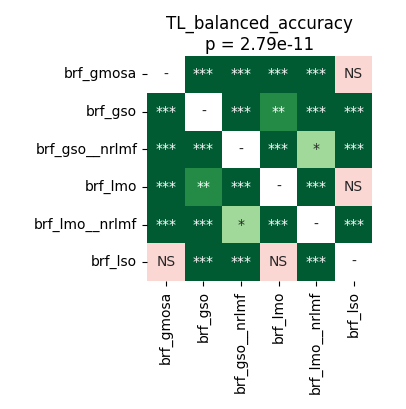 TL_balanced_accuracy
p = 2.79e-11
brf_gmosa - *** *** *** *** NS
brf_gso *** - *** ** *** ***
brf_gso__nrlmf *** *** - *** * ***
brf_lmo *** ** *** - *** NS
brf_lmo__nrlmf *** *** * *** - ***
brf_lso NS *** *** NS *** -
brf_gmosa
brf_gso
brf_gso__nrlmf
brf_lmo
brf_lmo__nrlmf
brf_lso